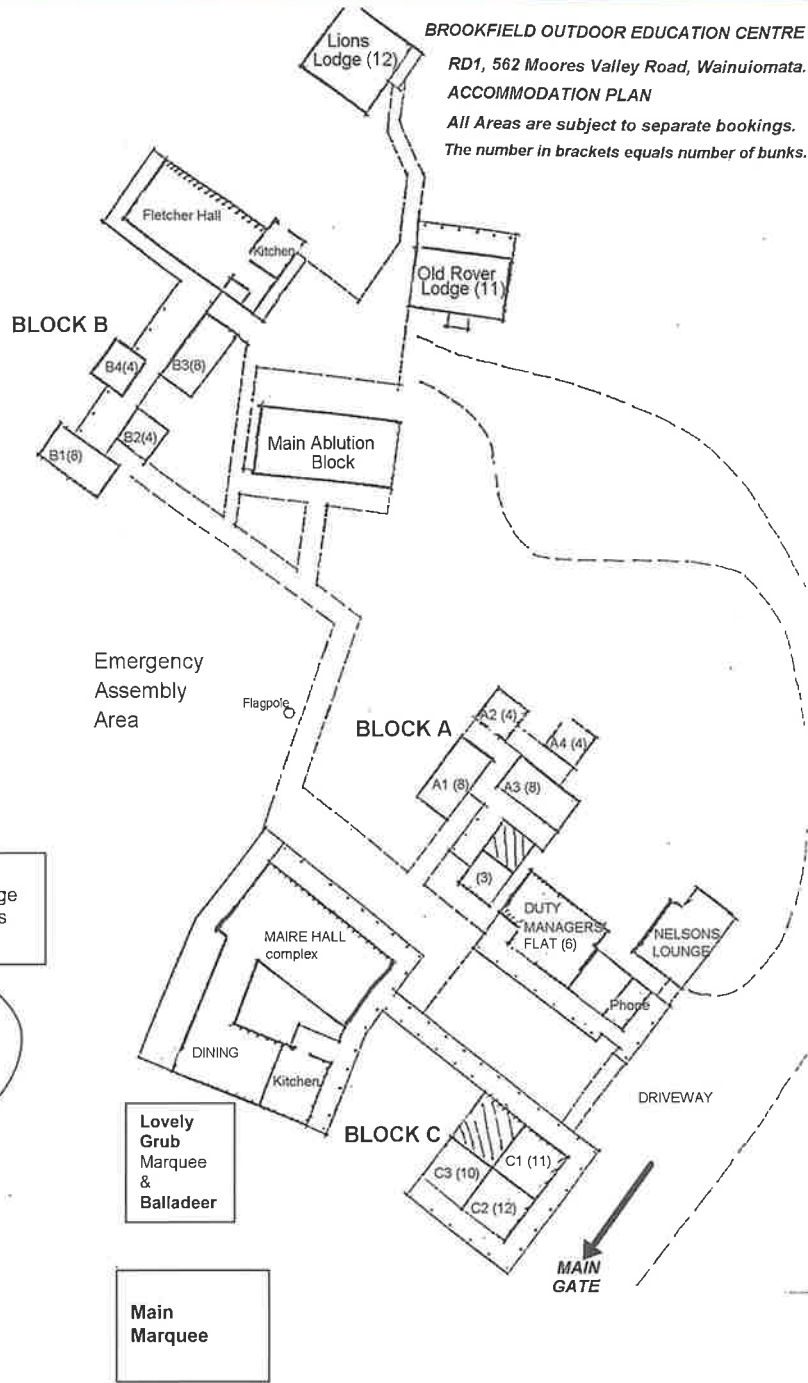 BROOKFIELD OUTDOOR EDUCATION CENTRE
RD1, 562 Moores Valley Road, Wainuiomata.
ACCOMMODATION PLAN
All Areas are subject to separate bookings.
The number in brackets equals number of bunks.
Lions
Lodge (12)
Fletcher Hall
Kitchen
Old Rover
Lodge (11)
BLOCK B
B4(4)
B3(8)
B2(4)
B1(8)
Main Ablution
Block
Emergency
Assembly
Area
Flagpole
BLOCK A
A2 (4)
A4 (4)
A1 (8)
A3 (8)
(3)
DUTY
MANAGERS
FLAT (6)
NELSONS
LOUNGE
Phone
MAIRE HALL
complex
DINING
Kitchen
DRIVEWAY
BLOCK C
C1 (11)
C3 (10)
C2 (12)
Lovely
Grub
Marquee
&
Balladeer
MAIN
GATE
Main
Marquee